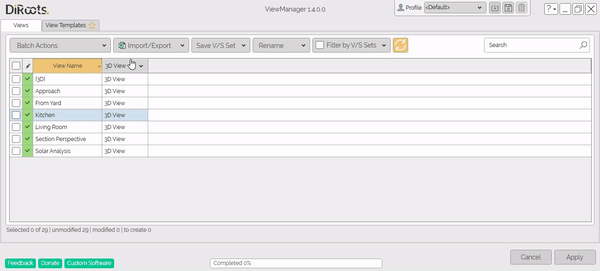 DiRoots.
ViewManager 1.4.0.0
Profile <Default>
?
Views
View Templates
Batch Actions
Import/Export
Save V/S Set
Rename
Filter by V/S Sets
Search
View Name
3D View
{3D}
3D View
Approach
3D View
From Yard
3D View
Kitchen
3D View
Living Room
3D View
Section Perspective
3D View
Solar Analysis
3D View
Selected 0 of 29 | unmodified 29 | modified 0 | to create 0
Feedback
Donate
Custom Software
Completed 0%
Cancel
Apply